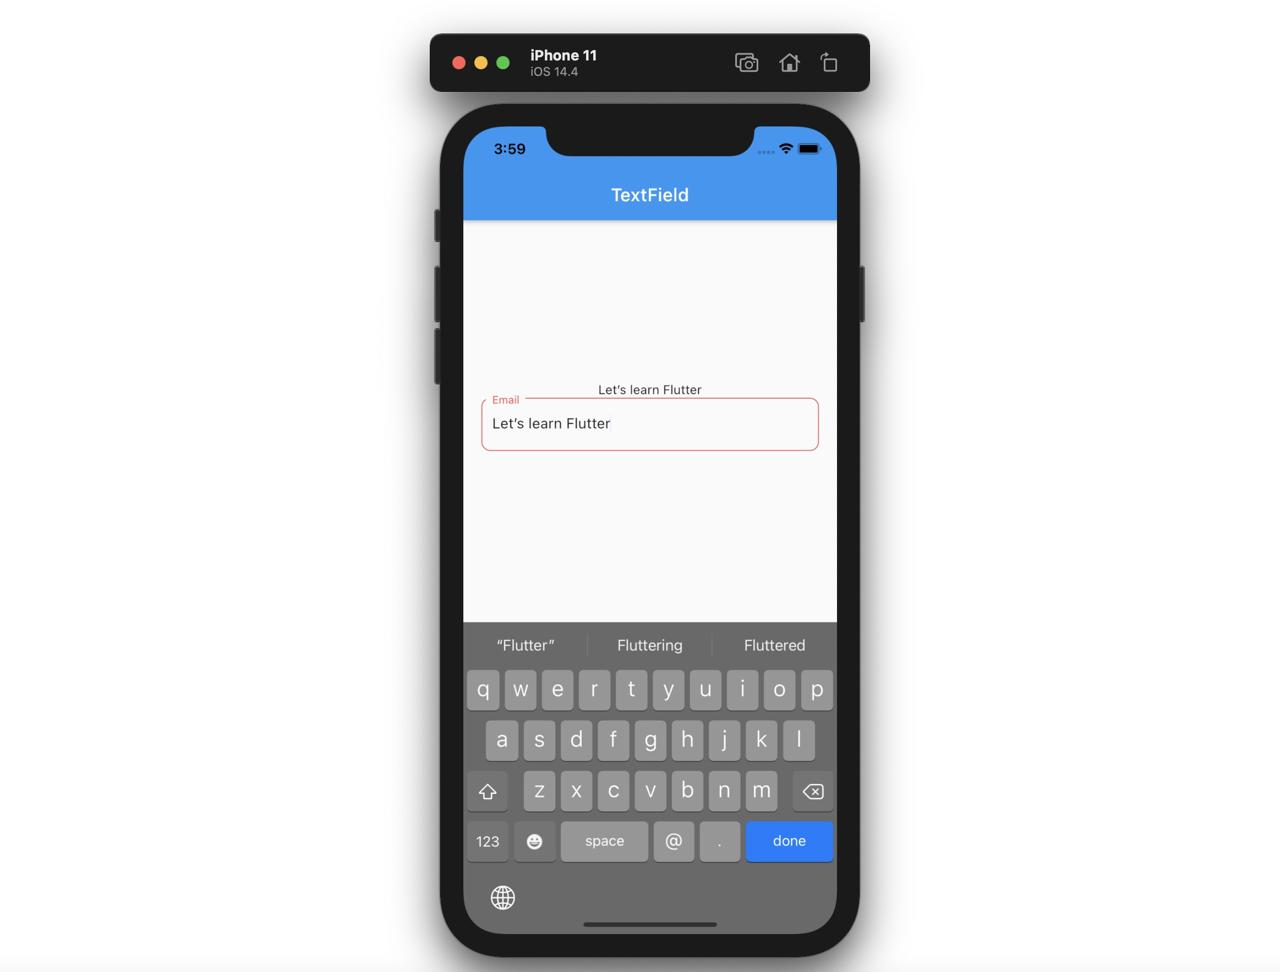 iPhone 11
iOS 14.4
3:59
TextField
Let’s learn Flutter
Email
Let’s learn Flutter
“Flutter” Fluttering Fluttered
q w e r t y u i o p
a s d f g h j k l
z x c v b n m
123 space @ . done